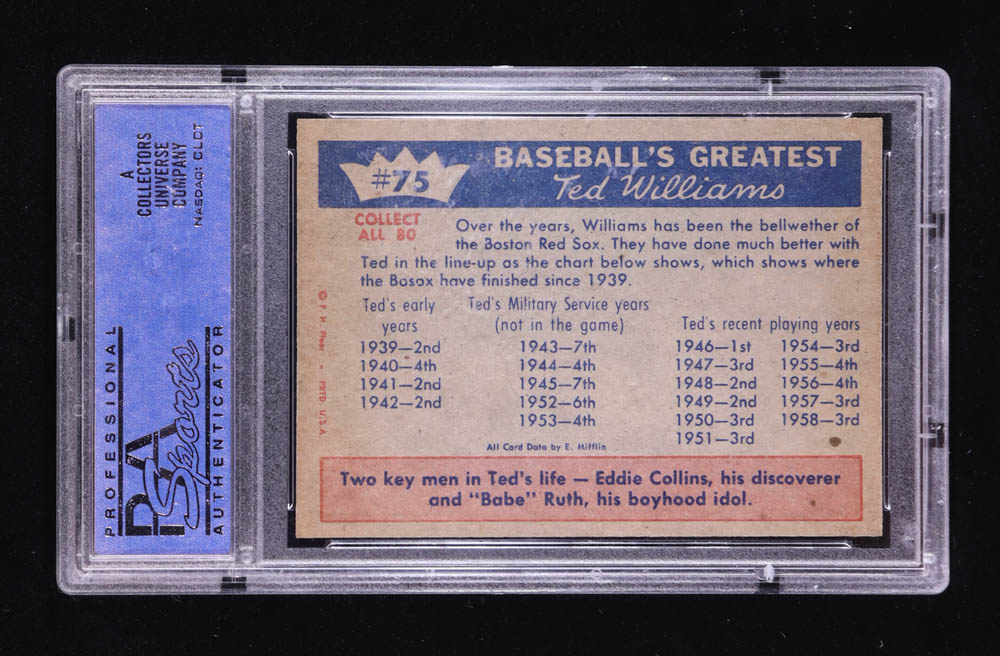 A
COLLECTORS
UNIVERSE
COMPANY
NASDAQ: CLCT
PROFESSIONAL
PSA
Sports
AUTHENTICATOR
#75
BASEBALL'S GREATEST
Ted Williams
COLLECT
ALL 80
Over the years, Williams has been the bellwether of
the Boston Red Sox. They have done much better with
Ted in the line-up as the chart below shows, which shows where
the Bosox have finished since 1939.
Ted's early
years
1939—2nd
1940—4th
1941—2nd
1942—2nd
Ted's Military Service years
(not in the game)
1943—7th
1944—4th
1945—7th
1952—6th
1953—4th
Ted's recent playing years
1946—1st 1954—3rd
1947—3rd 1955—4th
1948—2nd 1956—4th
1949—2nd 1957—3rd
1950—3rd 1958—3rd
1951—3rd
© F. H. Fleer • PRTD. U.S.A.
All Card Data by E. Mifflin
Two key men in Ted's life — Eddie Collins, his discoverer
and "Babe" Ruth, his boyhood idol.